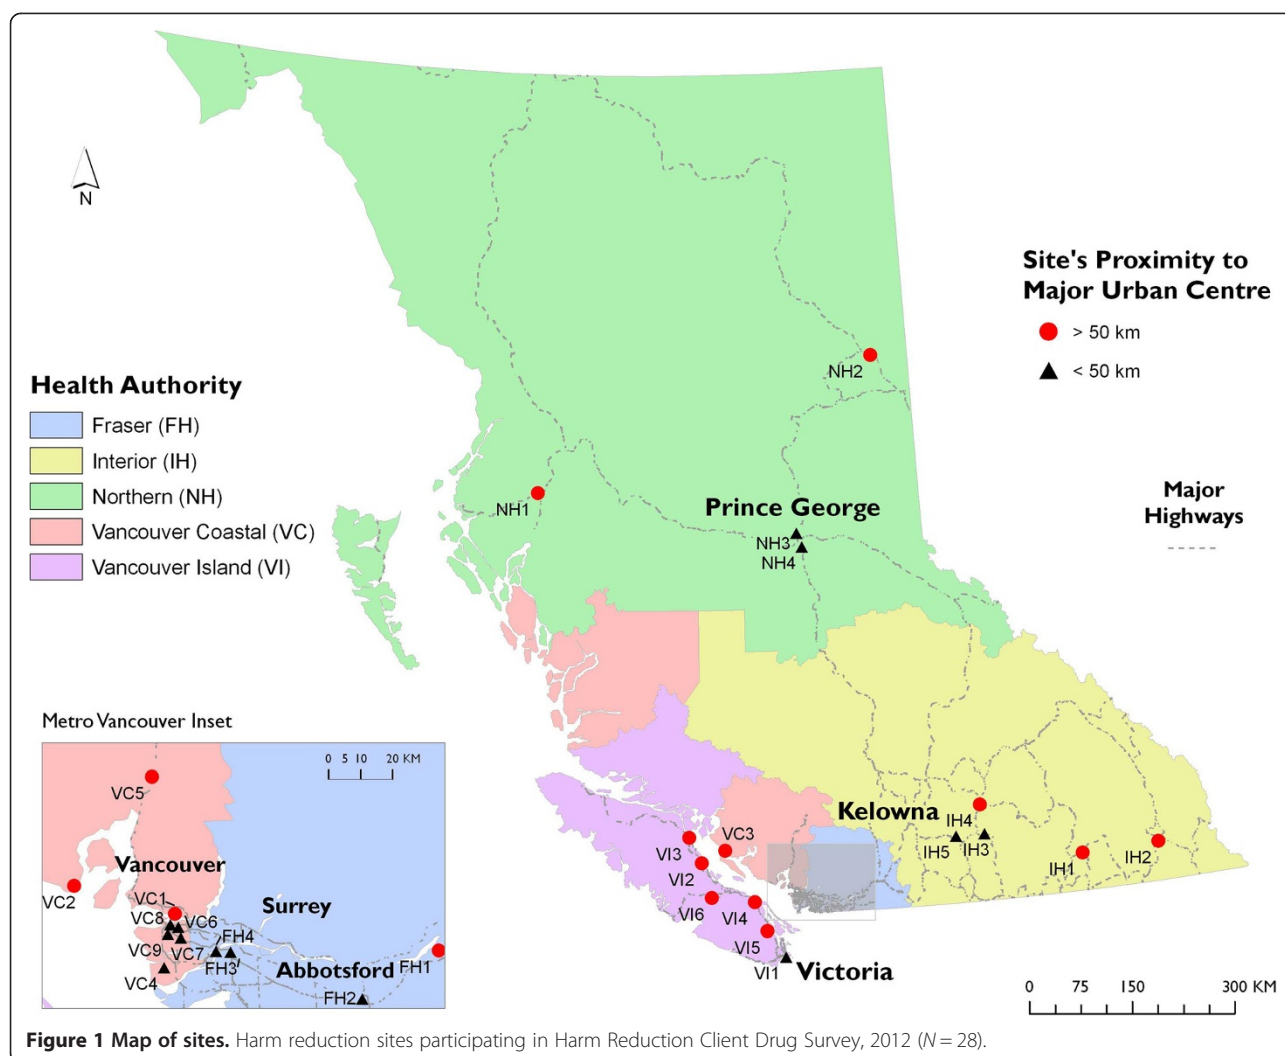 N
Site's Proximity to
Major Urban Centre
> 50 km
< 50 km
Health Authority
Fraser (FH)
Interior (IH)
Northern (NH)
Vancouver Coastal (VC)
Vancouver Island (VI)
Major
Highways
NH2
NH1
Prince George
NH3
NH4
Kelowna
IH4
IH5
IH3
IH1
IH2
VC3
VI3
VI2
VI6
VI4
VI5
VI1
Victoria
Metro Vancouver Inset
0 5 10 20 KM
VC5
Vancouver
VC2
VC1
VC8
VC6
Surrey
VC9
VC7
FH4
FH3
VC4
Abbotsford
FH1
FH2
0 75 150 300 KM
Figure 1 Map of sites. Harm reduction sites participating in Harm Reduction Client Drug Survey, 2012 (N = 28).